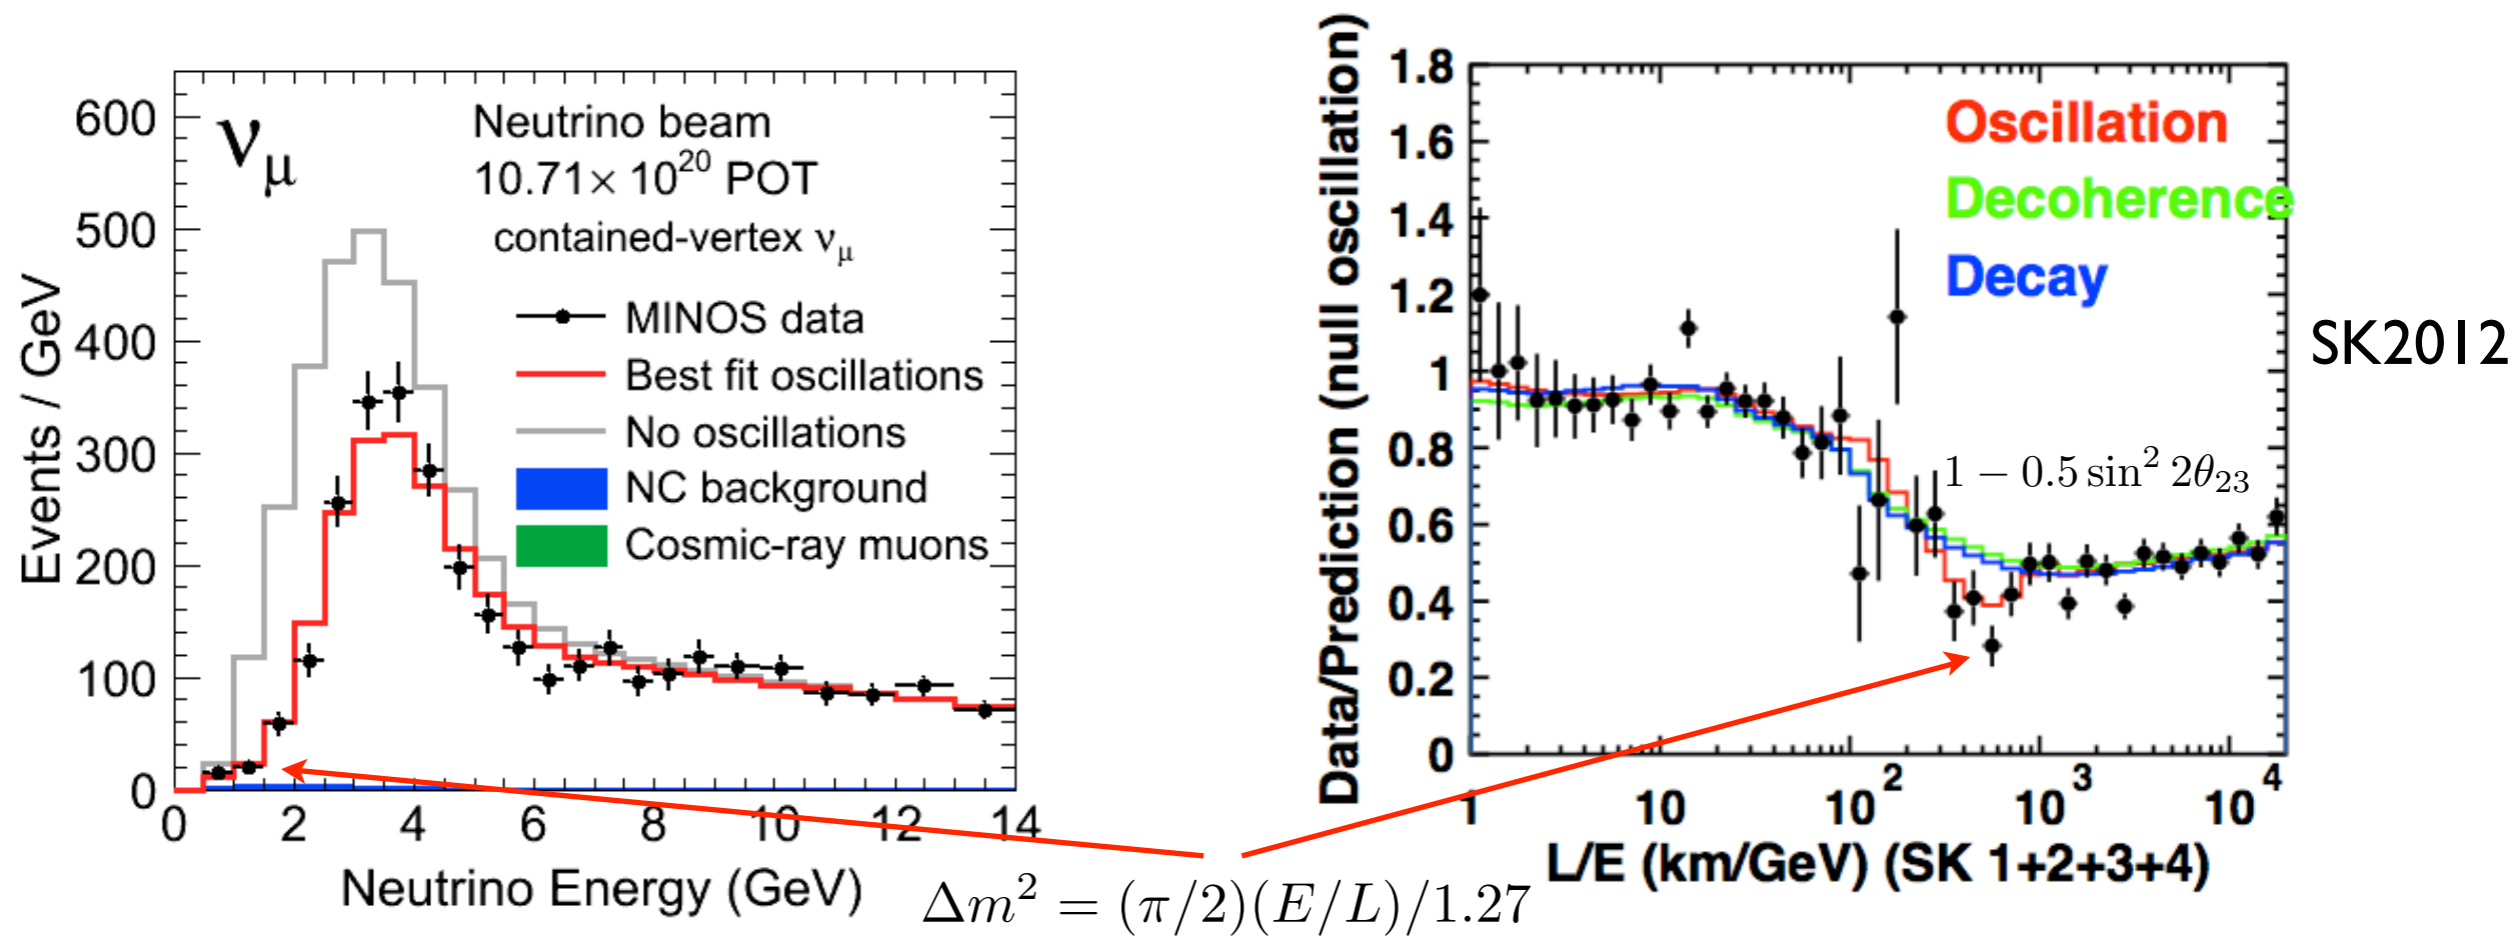 ν_μ
Neutrino beam
10.71× 10^20 POT
contained-vertex ν_μ
MINOS data
Best fit oscillations
No oscillations
NC background
Cosmic-ray muons
Events / GeV
600
500
400
300
200
100
0
0 2 4 6 8 10 12 14
Neutrino Energy (GeV)
Data/Prediction (null oscillation)
1.8
1.6
1.4
1.2
1
0.8
0.6
0.4
0.2
0
Oscillation
Decoherence
Decay
1 − 0.5 sin^2 2θ_23
1 10 10^2 10^3 10^4
L/E (km/GeV) (SK 1+2+3+4)
SK2012
Δm^2 = (π/2)(E/L)/1.27